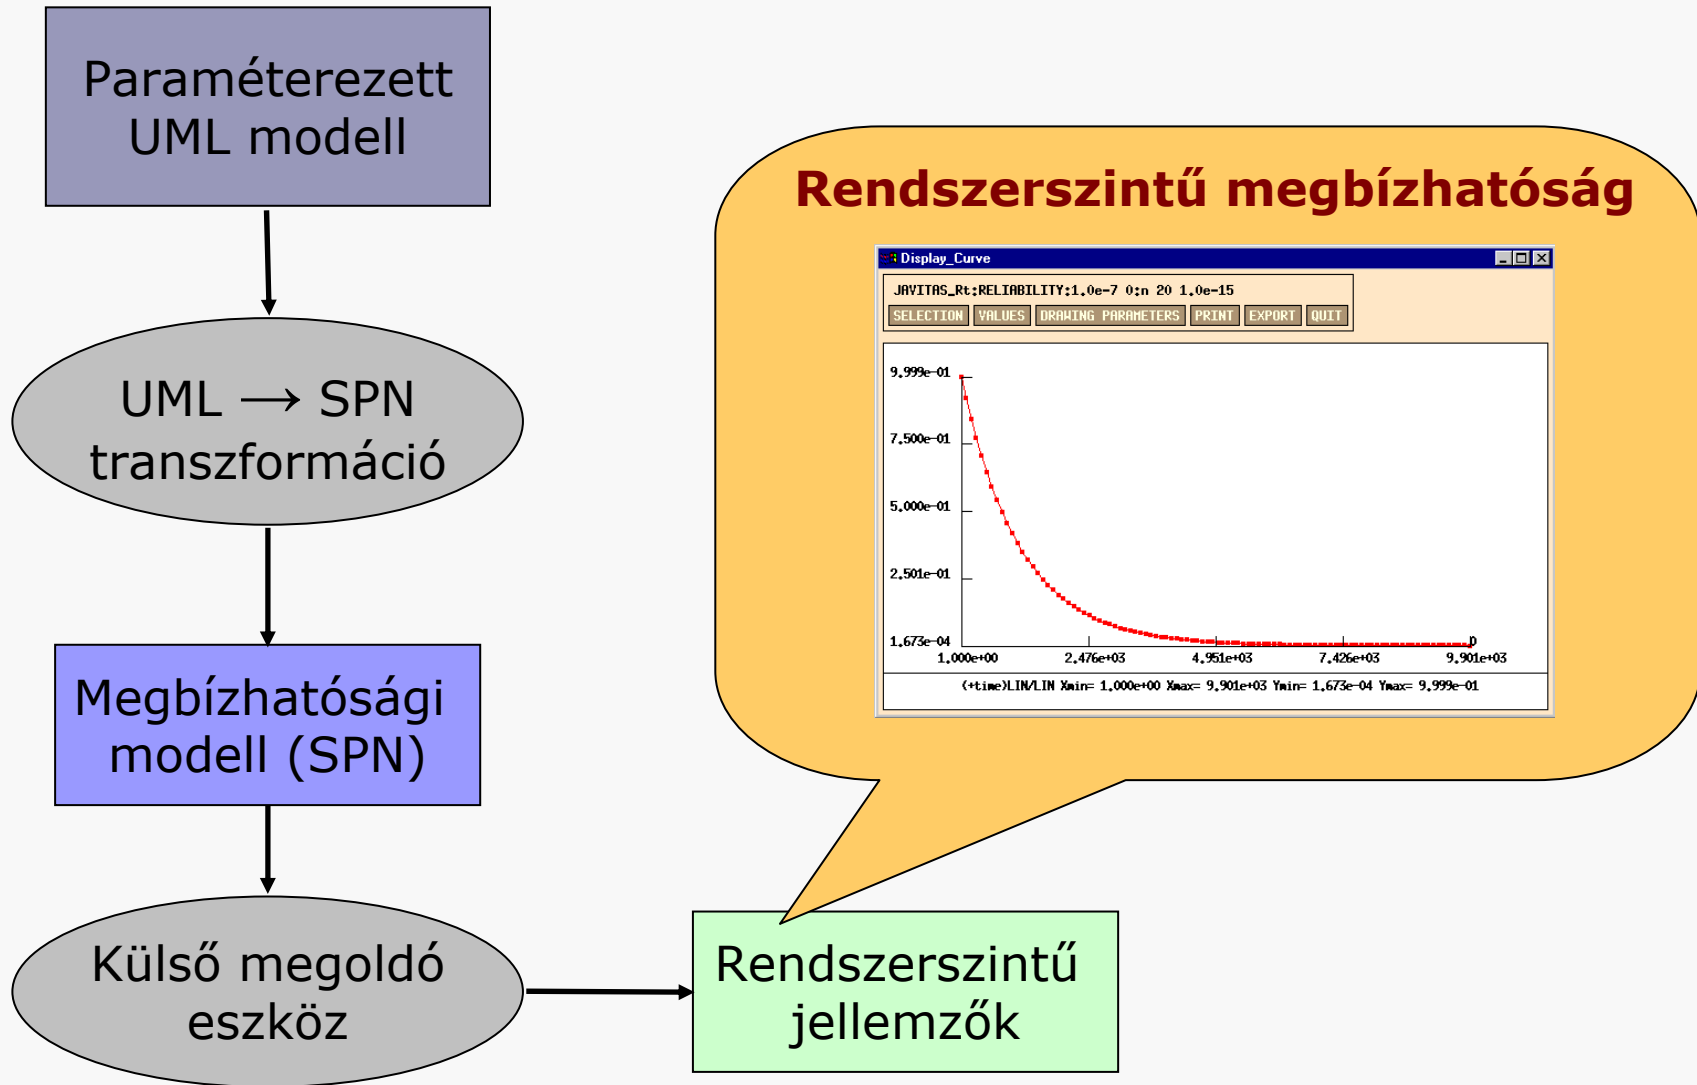 Paraméterezett
UML modell
UML → SPN
transzformáció
Megbízhatósági
modell (SPN)
Külső megoldó
eszköz
Rendszerszintű
jellemzők
Rendszerszintű megbízhatóság
Display_Curve
JAVITAS_Rt:RELIABILITY:1.0e-7 0:n 20 1.0e-15
SELECTION VALUES DRAWING PARAMETERS PRINT EXPORT QUIT
9.999e-01
7.500e-01
5.000e-01
2.501e-01
1.673e-04
0
1.000e+00 2.476e+03 4.951e+03 7.426e+03 9.901e+03
(+time)LIN/LIN Xmin= 1.000e+00 Xmax= 9.901e+03 Ymin= 1.673e-04 Ymax= 9.999e-01